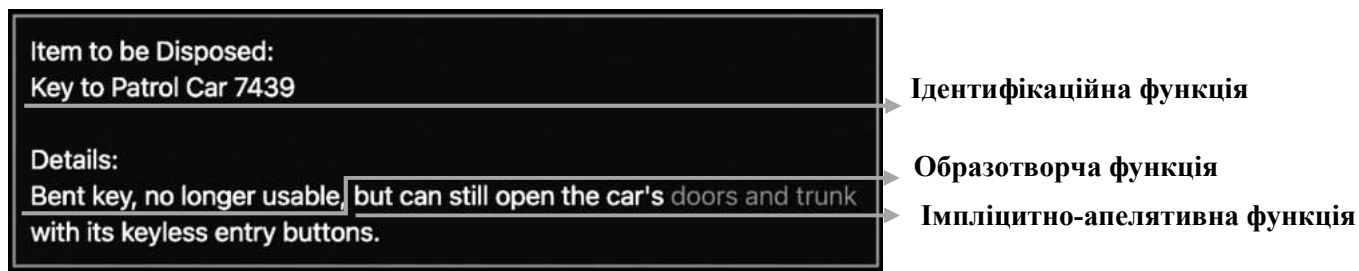 Item to be Disposed:
Key to Patrol Car 7439
Ідентифікаційна функція
Details:
Bent key, no longer usable, but can still open the car's doors and trunk
with its keyless entry buttons.
Образотворча функція
Імпліцитно-апелятивна функція